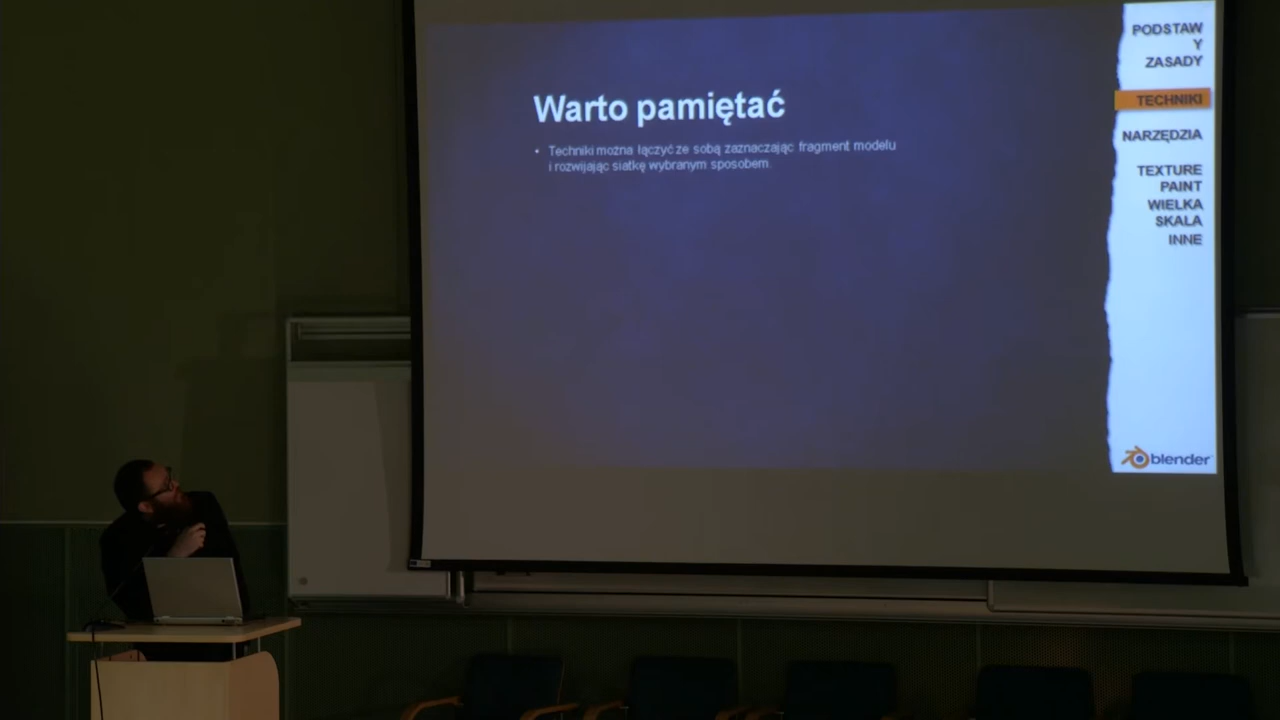 Warto pamiętać
• Techniki można łączyć ze sobą zaznaczając fragment modelu
i rozwijając siatkę wybranym sposobem.
PODSTAW
Y
ZASADY
TECHNIKI
NARZĘDZIA
TEXTURE
PAINT
WIELKA
SKALA
INNE
blender